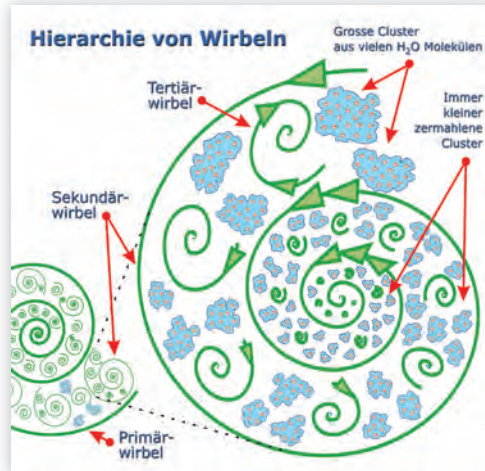 Hierarchie von Wirbeln
Grosse Cluster
aus vielen H₂O Molekülen
Tertiär-
wirbel
Immer
kleiner
zermahlene
Cluster
Sekundär-
wirbel
Primär-
wirbel